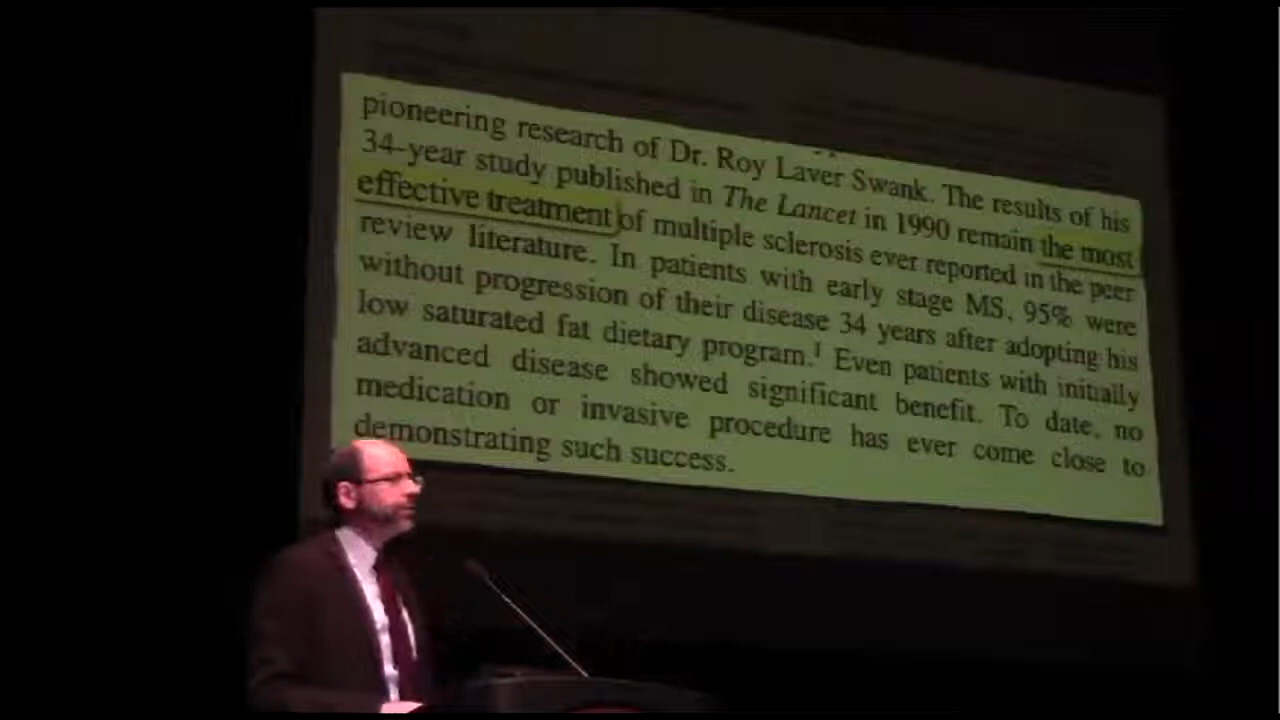 pioneering research of Dr. Roy Laver Swank. The results of his
34-year study published in The Lancet in 1990 remain the most
effective treatment of multiple sclerosis ever reported in the peer
review literature. In patients with early stage MS, 95% were
without progression of their disease 34 years after adopting his
low saturated fat dietary program.1 Even patients with initially
advanced disease showed significant benefit. To date, no
medication or invasive procedure has ever come close to
demonstrating such success.